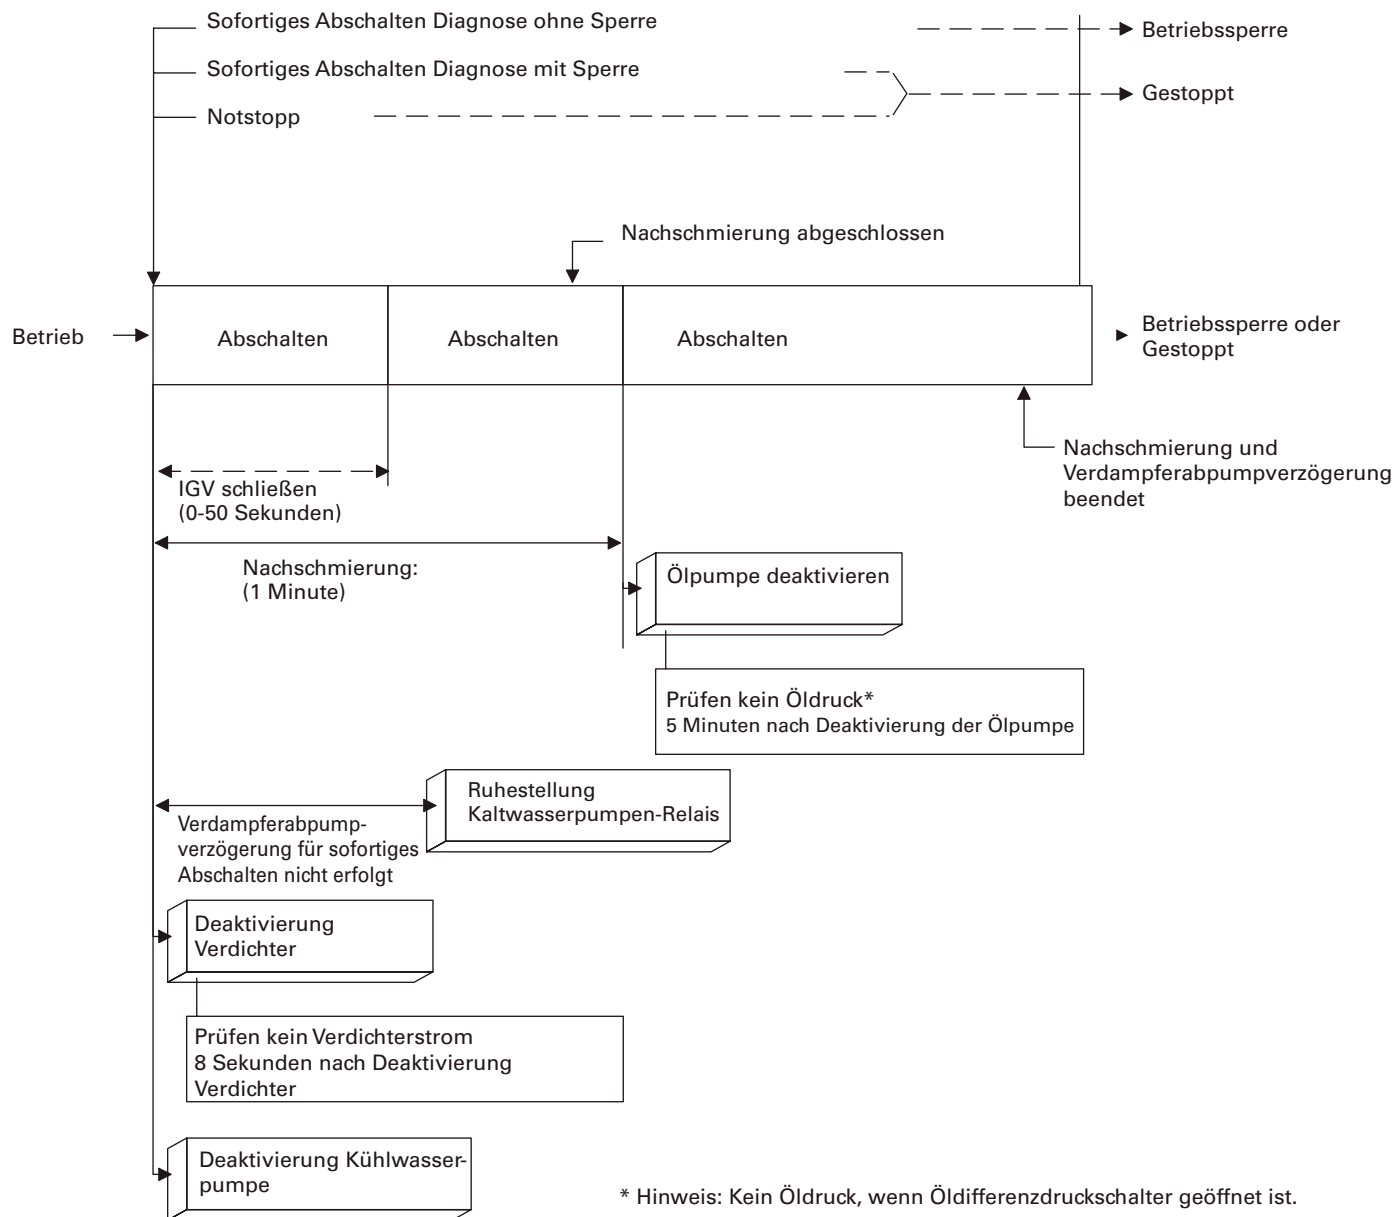 Sofortiges Abschalten Diagnose ohne Sperre
Betriebssperre
Sofortiges Abschalten Diagnose mit Sperre
Gestoppt
Notstopp
Nachschmierung abgeschlossen
Betrieb
Abschalten
Abschalten
Abschalten
Betriebssperre oder
Gestoppt
Nachschmierung und
Verdampferabpumpverzögerung
beendet
IGV schließen
(0-50 Sekunden)
Nachschmierung:
(1 Minute)
Ölpumpe deaktivieren
Prüfen kein Öldruck*
5 Minuten nach Deaktivierung der Ölpumpe
Ruhestellung
Kaltwasserpumpen-Relais
Verdampferabpump-
verzögerung für sofortiges
Abschalten nicht erfolgt
Deaktivierung
Verdichter
Prüfen kein Verdichterstrom
8 Sekunden nach Deaktivierung
Verdichter
Deaktivierung Kühlwasser-
pumpe
* Hinweis: Kein Öldruck, wenn Öldifferenzdruckschalter geöffnet ist.